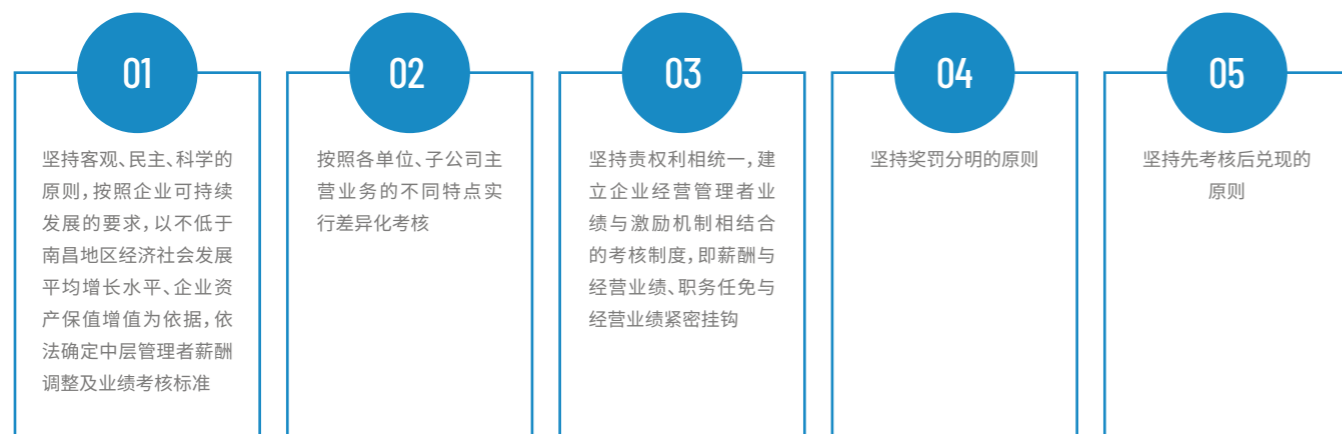 01
坚持客观、民主、科学的
原则，按照企业可持续
发展的要求，以不低于
南昌地区经济社会发展
平均增长水平、企业资
产保值增值为依据，依
法确定中层管理者薪酬
调整及业绩考核标准
02
按照各单位、子公司主
营业务的不同特点实
行差异化考核
03
坚持责权利相统一，建
立企业经营管理者业
绩与激励机制相结合
的考核制度，即薪酬与
经营业绩、职务任免与
经营业绩紧密挂钩
04
坚持奖罚分明的原则
05
坚持先考核后兑现的
原则